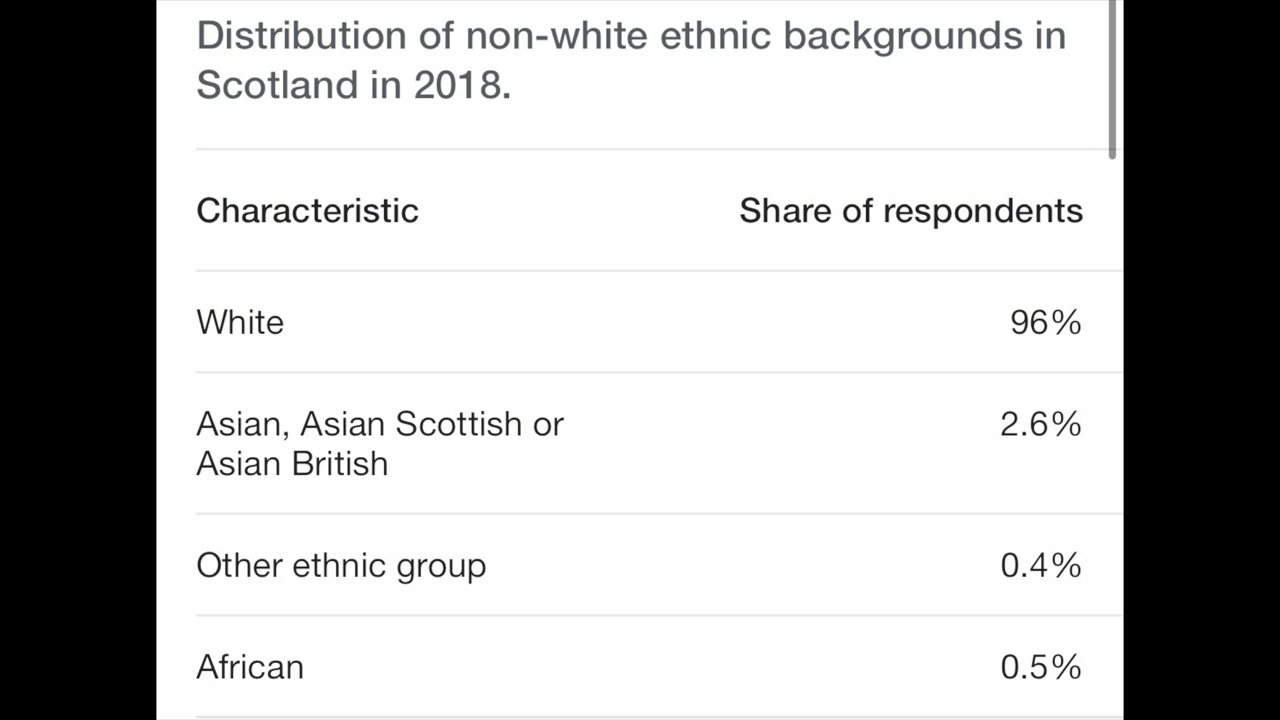 Distribution of non-white ethnic backgrounds in
Scotland in 2018.
Characteristic Share of respondents
White 96%
Asian, Asian Scottish or 2.6%
Asian British
Other ethnic group 0.4%
African 0.5%